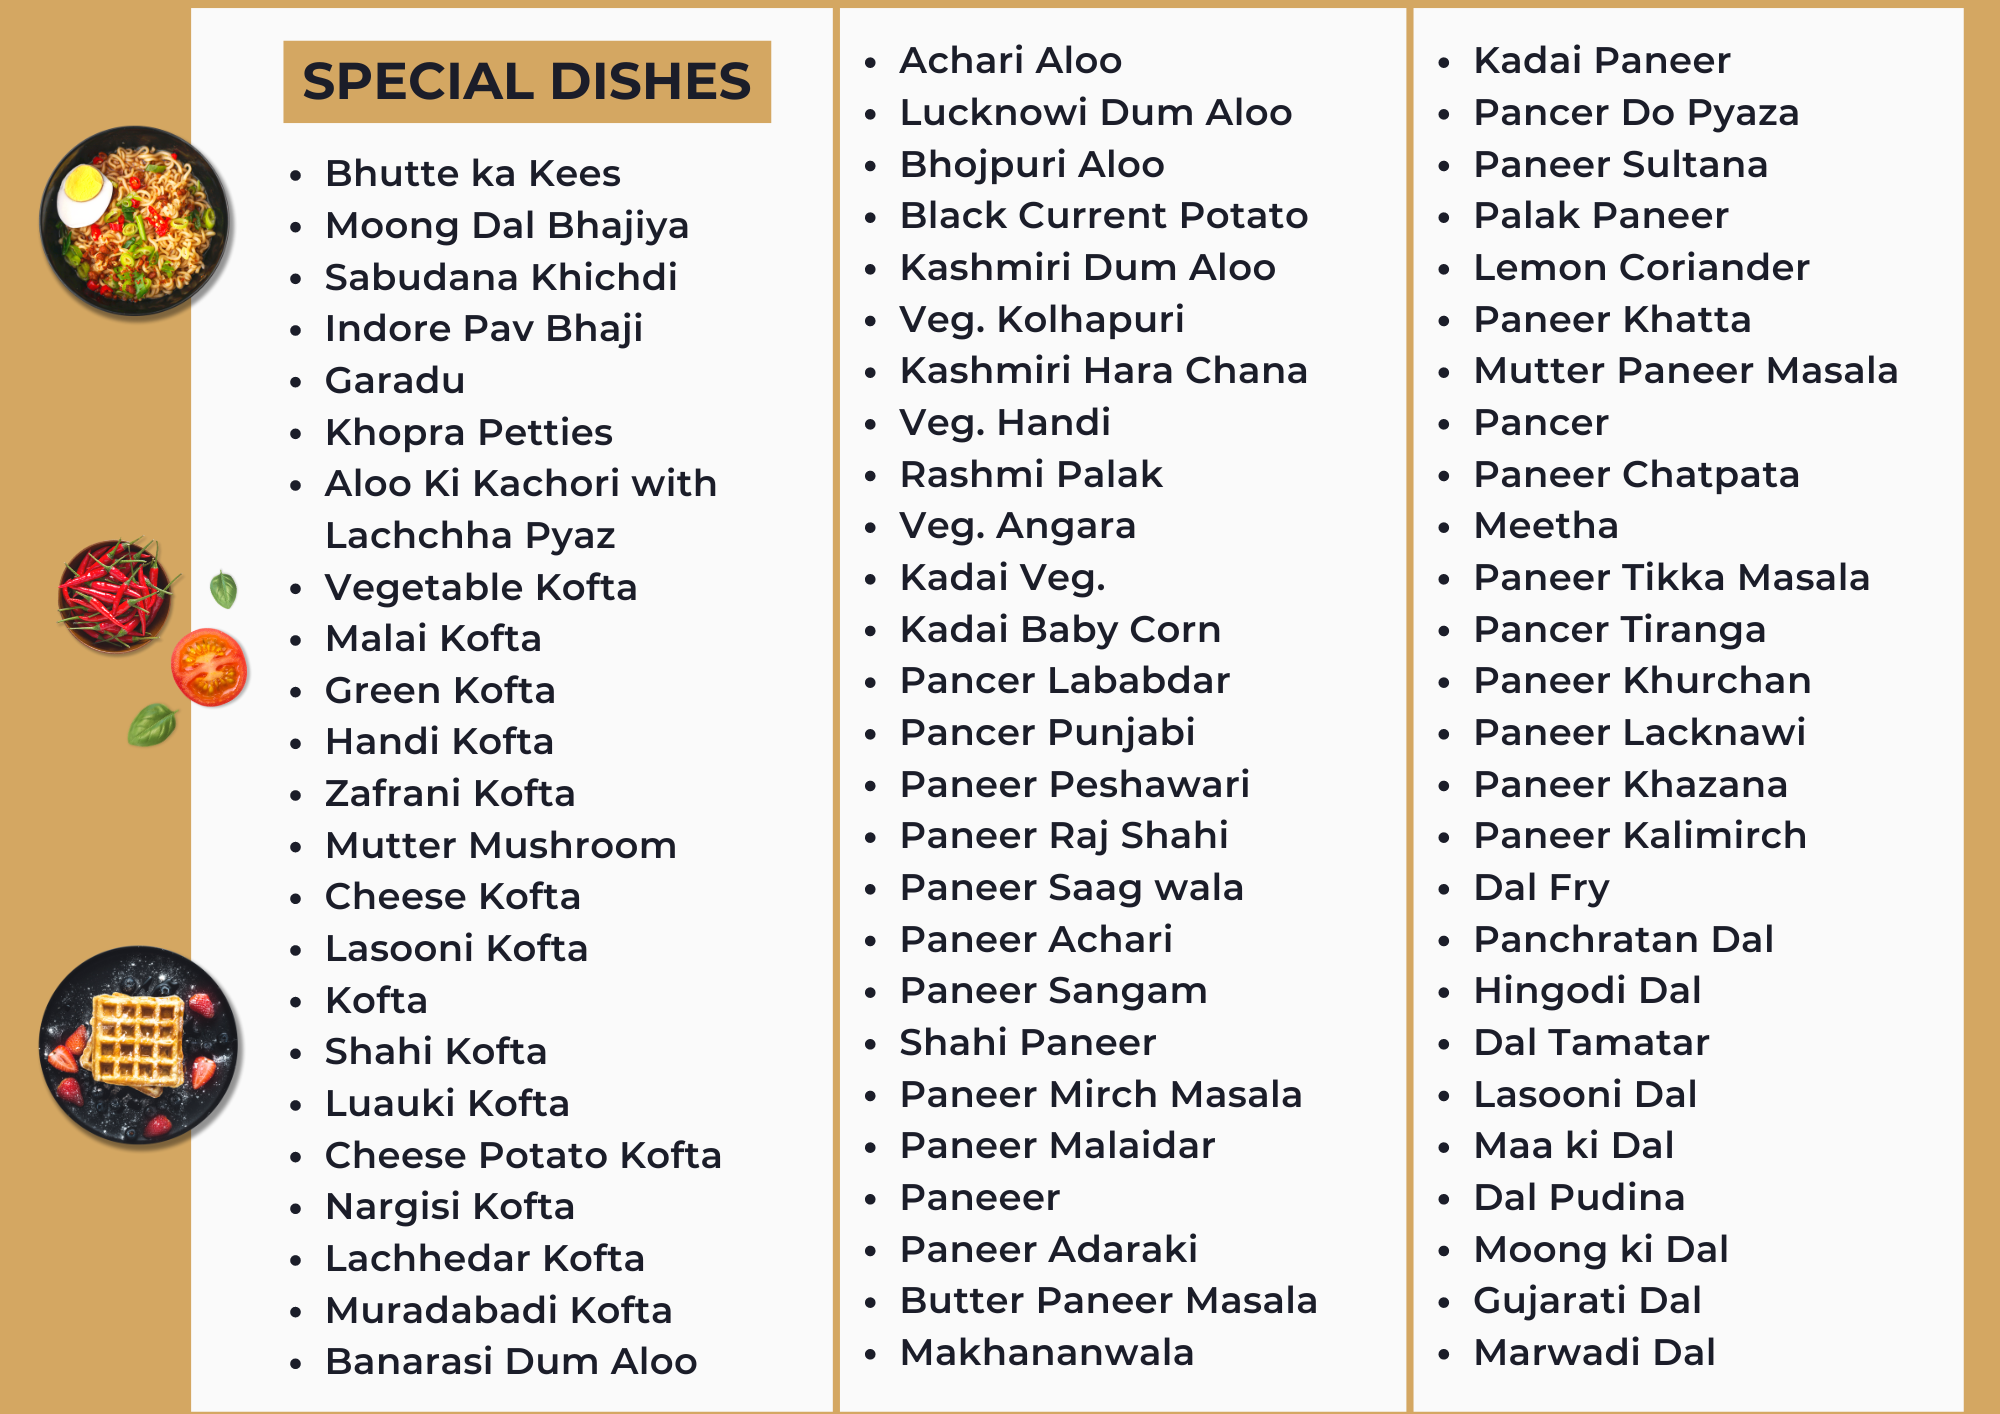 SPECIAL DISHES
• Bhutte ka Kees
• Moong Dal Bhajiya
• Sabudana Khichdi
• Indore Pav Bhaji
• Garadu
• Khopra Petties
• Aloo Ki Kachori with
Lachchha Pyaz
• Vegetable Kofta
• Malai Kofta
• Green Kofta
• Handi Kofta
• Zafrani Kofta
• Mutter Mushroom
• Cheese Kofta
• Lasooni Kofta
• Kofta
• Shahi Kofta
• Luauki Kofta
• Cheese Potato Kofta
• Nargisi Kofta
• Lachhedar Kofta
• Muradabadi Kofta
• Banarasi Dum Aloo
• Achari Aloo
• Lucknowi Dum Aloo
• Bhojpuri Aloo
• Black Current Potato
• Kashmiri Dum Aloo
• Veg. Kolhapuri
• Kashmiri Hara Chana
• Veg. Handi
• Rashmi Palak
• Veg. Angara
• Kadai Veg.
• Kadai Baby Corn
• Pancer Lababdar
• Pancer Punjabi
• Paneer Peshawari
• Paneer Raj Shahi
• Paneer Saag wala
• Paneer Achari
• Paneer Sangam
• Shahi Paneer
• Paneer Mirch Masala
• Paneer Malaidar
• Paneeer
• Paneer Adaraki
• Butter Paneer Masala
• Makhananwala
• Kadai Paneer
• Pancer Do Pyaza
• Paneer Sultana
• Palak Paneer
• Lemon Coriander
• Paneer Khatta
• Mutter Paneer Masala
• Pancer
• Paneer Chatpata
• Meetha
• Paneer Tikka Masala
• Pancer Tiranga
• Paneer Khurchan
• Paneer Lacknawi
• Paneer Khazana
• Paneer Kalimirch
• Dal Fry
• Panchratan Dal
• Hingodi Dal
• Dal Tamatar
• Lasooni Dal
• Maa ki Dal
• Dal Pudina
• Moong ki Dal
• Gujarati Dal
• Marwadi Dal